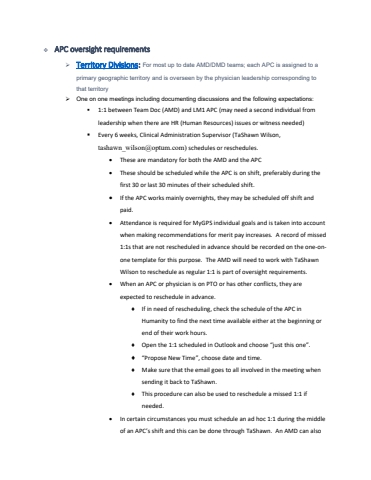 APC oversight requirements
Territory Divisions: For most up to date AMD/DMD teams; each APC is assigned to a
primary geographic territory and is overseen by the physician leadership corresponding to
that territory
One on one meetings including documenting discussions and the following expectations:
1:1 between Team Doc (AMD) and LM1 APC (may need a second individual from
leadership when there are HR (Human Resources) issues or witness needed)
Every 6 weeks, Clinical Administration Supervisor (TaShawn Wilson,
tashawn_wilson@optum.com) schedules or reschedules.
These are mandatory for both the AMD and the APC
These should be scheduled while the APC is on shift, preferably during the
first 30 or last 30 minutes of their scheduled shift.
If the APC works mainly overnights, they may be scheduled off shift and
paid.
Attendance is required for MyGPS individual goals and is taken into account
when making recommendations for merit pay increases. A record of missed
1:1s that are not rescheduled in advance should be recorded on the one-on-
one template for this purpose. The AMD will need to work with TaShawn
Wilson to reschedule as regular 1:1 is part of oversight requirements.
When an APC or physician is on PTO or has other conflicts, they are
expected to reschedule in advance.
If in need of rescheduling, check the schedule of the APC in
Humanity to find the next time available either at the beginning or
end of their work hours.
Open the 1:1 scheduled in Outlook and choose "just this one".
"Propose New Time", choose date and time.
Make sure that the email goes to all involved in the meeting when
sending it back to TaShawn.
This procedure can also be used to reschedule a missed 1:1 if
needed.
In certain circumstances you must schedule an ad hoc 1:1 during the middle
of an APC's shift and this can be done through TaShawn. An AMD can also